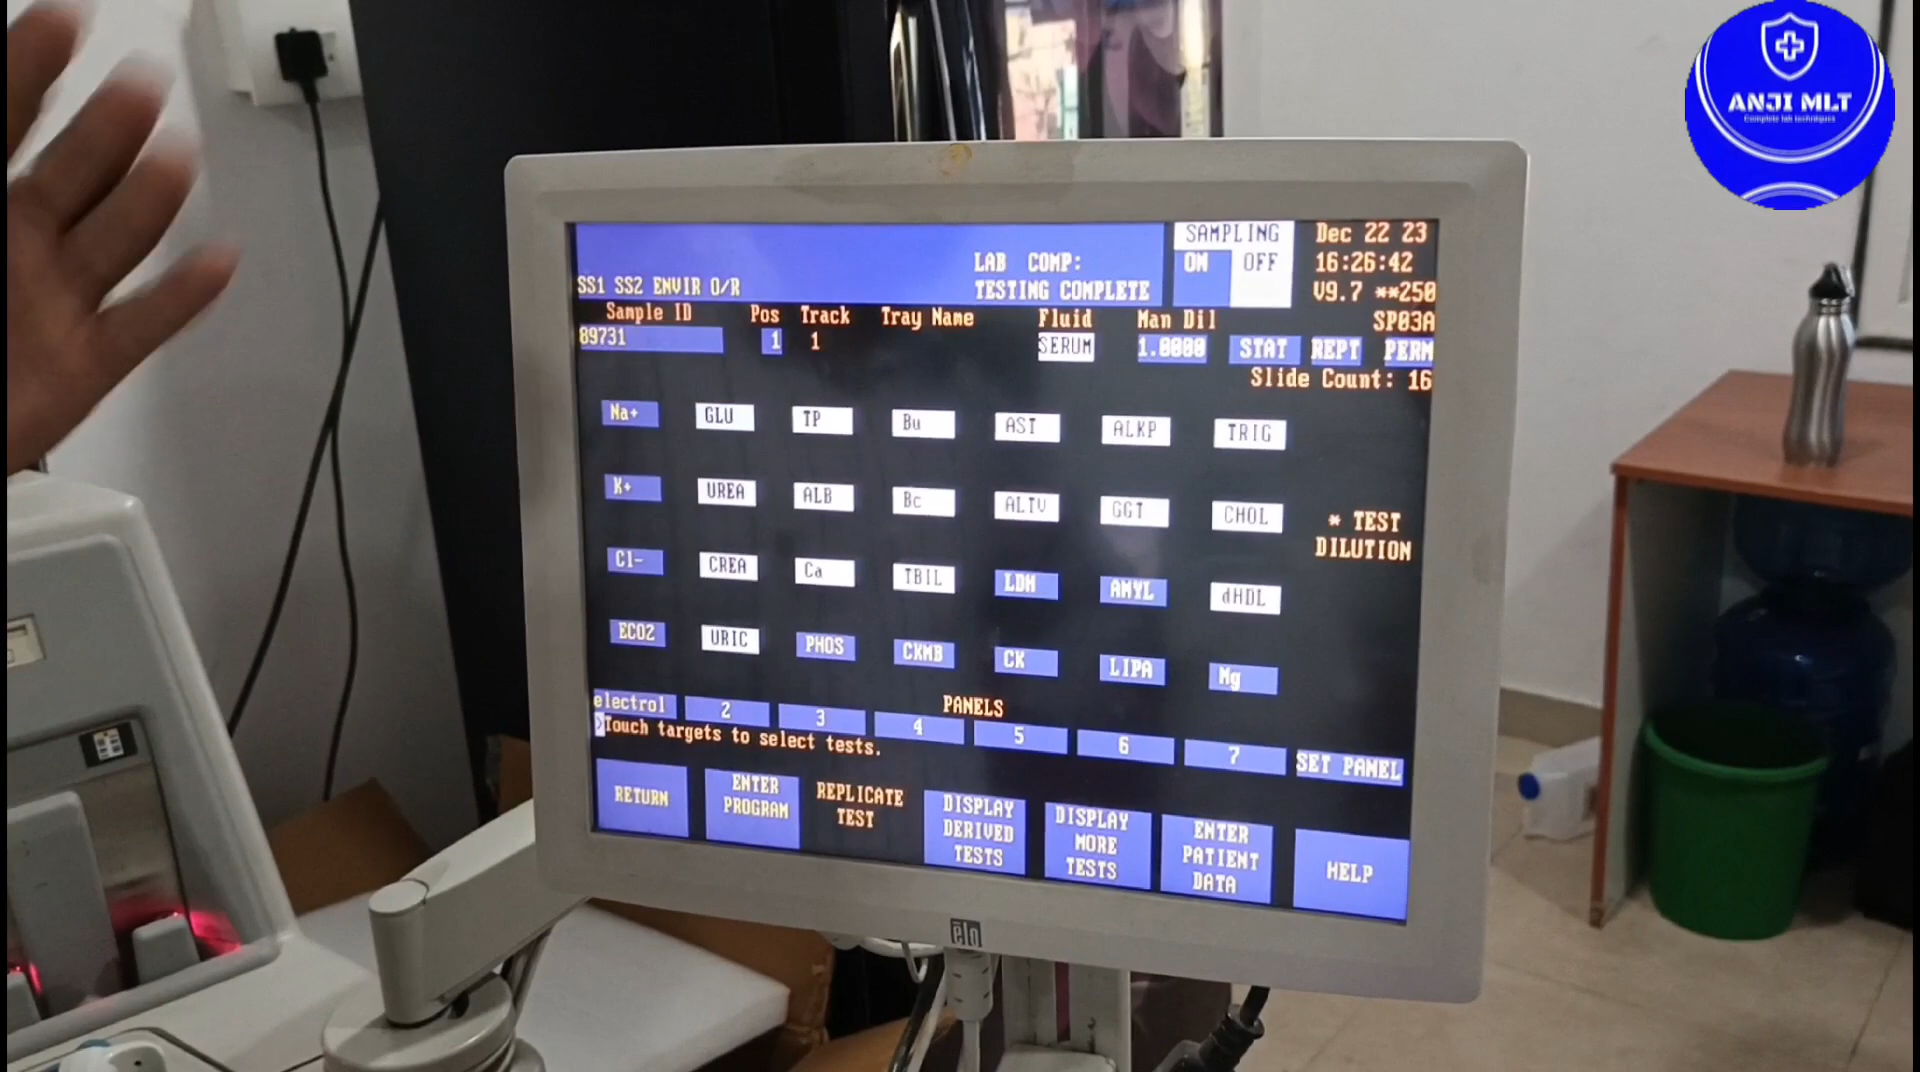 ANJI MLT
Complete lab techniques
SAMPLING
ON OFF
Dec 22 23
16:26:42
V9.7 **250
SP03A
LAB COMP:
SS1 SS2 ENVIR O/R TESTING COMPLETE
Sample ID Pos Track Tray Name Fluid Man Dil
89731 1 1 SERUM 1.0000 STAT REPT PERM
Slide Count: 16
Na+ GLU TP Bu AST ALKP TRIG
K+ UREA ALB Bc ALTV GGT CHOL
* TEST
DILUTION
Cl- CREA Ca TBIL LDH AMYL dHDL
ECO2 URIC PHOS CKMB CK LIPA Mg
PANELS
electrol 2 3 4 5 6 7 SET PANEL
Touch targets to select tests.
RETURN
ENTER
PROGRAM
REPLICATE
TEST
DISPLAY
DERIVED
TESTS
DISPLAY
MORE
TESTS
ENTER
PATIENT
DATA
HELP
elo